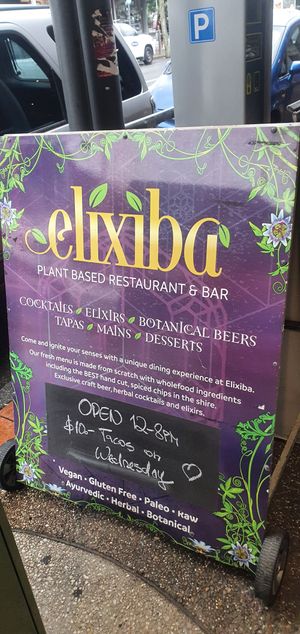 P
elixiba
PLANT BASED RESTAURANT & BAR
COCKTAILS ELIXIRS BOTANICAL BEERS
TAPAS MAINS DESSERTS
Come and ignite your senses with a unique dining experience at Elixiba.
Our fresh menu is made from scratch with wholefood ingredients
including the BEST hand cut, spiced chips in the shire.
Exclusive craft beer, herbal cocktails and elixirs.
OPEN 12-8PM
$10- Tacos on
Wednesday
Vegan • Gluten Free • Paleo • Raw
Ayurvedic • Herbal • Botanical